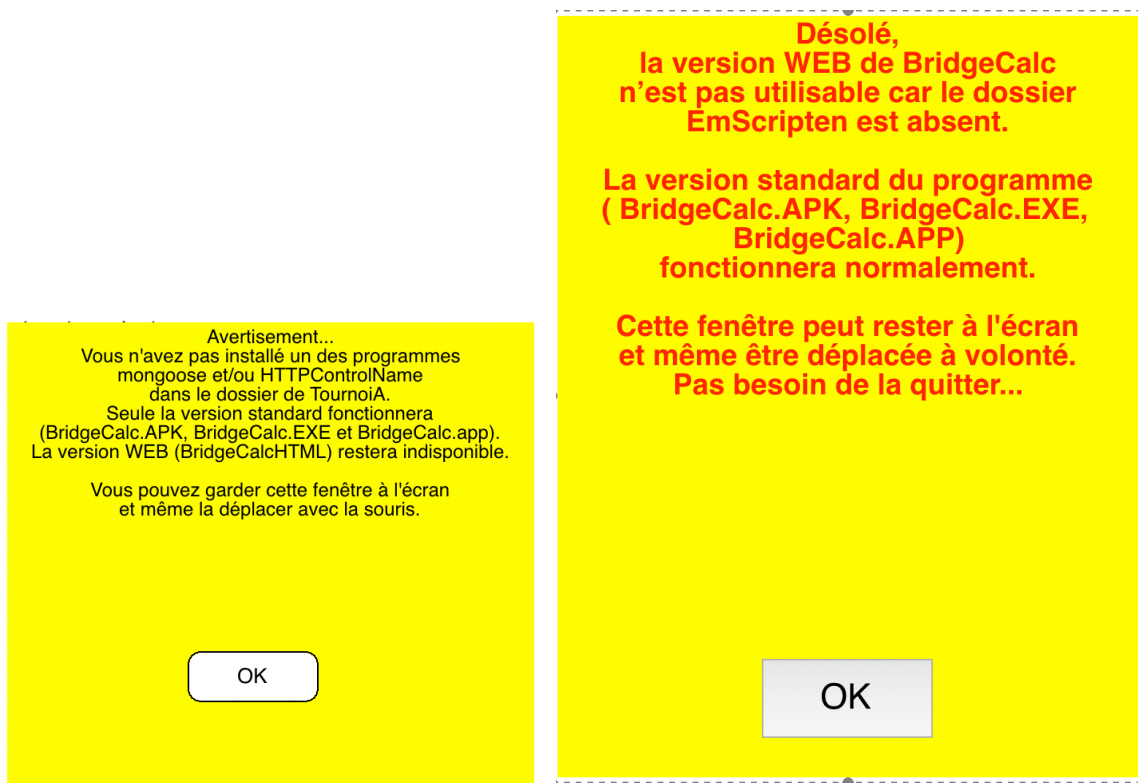 Avertisement...
Vous n'avez pas installé un des programmes
mongoose et/ou HTTPControlName
dans le dossier de TournoiA.
Seule la version standard fonctionnera
(BridgeCalc.APK, BridgeCalc.EXE et BridgeCalc.app).
La version WEB (BridgeCalcHTML) restera indisponible.
Vous pouvez garder cette fenêtre à l'écran
et même la déplacer avec la souris.
OK
Désolé,
la version WEB de BridgeCalc
n’est pas utilisable car le dossier
EmScripten est absent.
La version standard du programme
( BridgeCalc.APK, BridgeCalc.EXE,
BridgeCalc.APP)
fonctionnera normalement.
Cette fenêtre peut rester à l'écran
et même être déplacée à volonté.
Pas besoin de la quitter...
OK